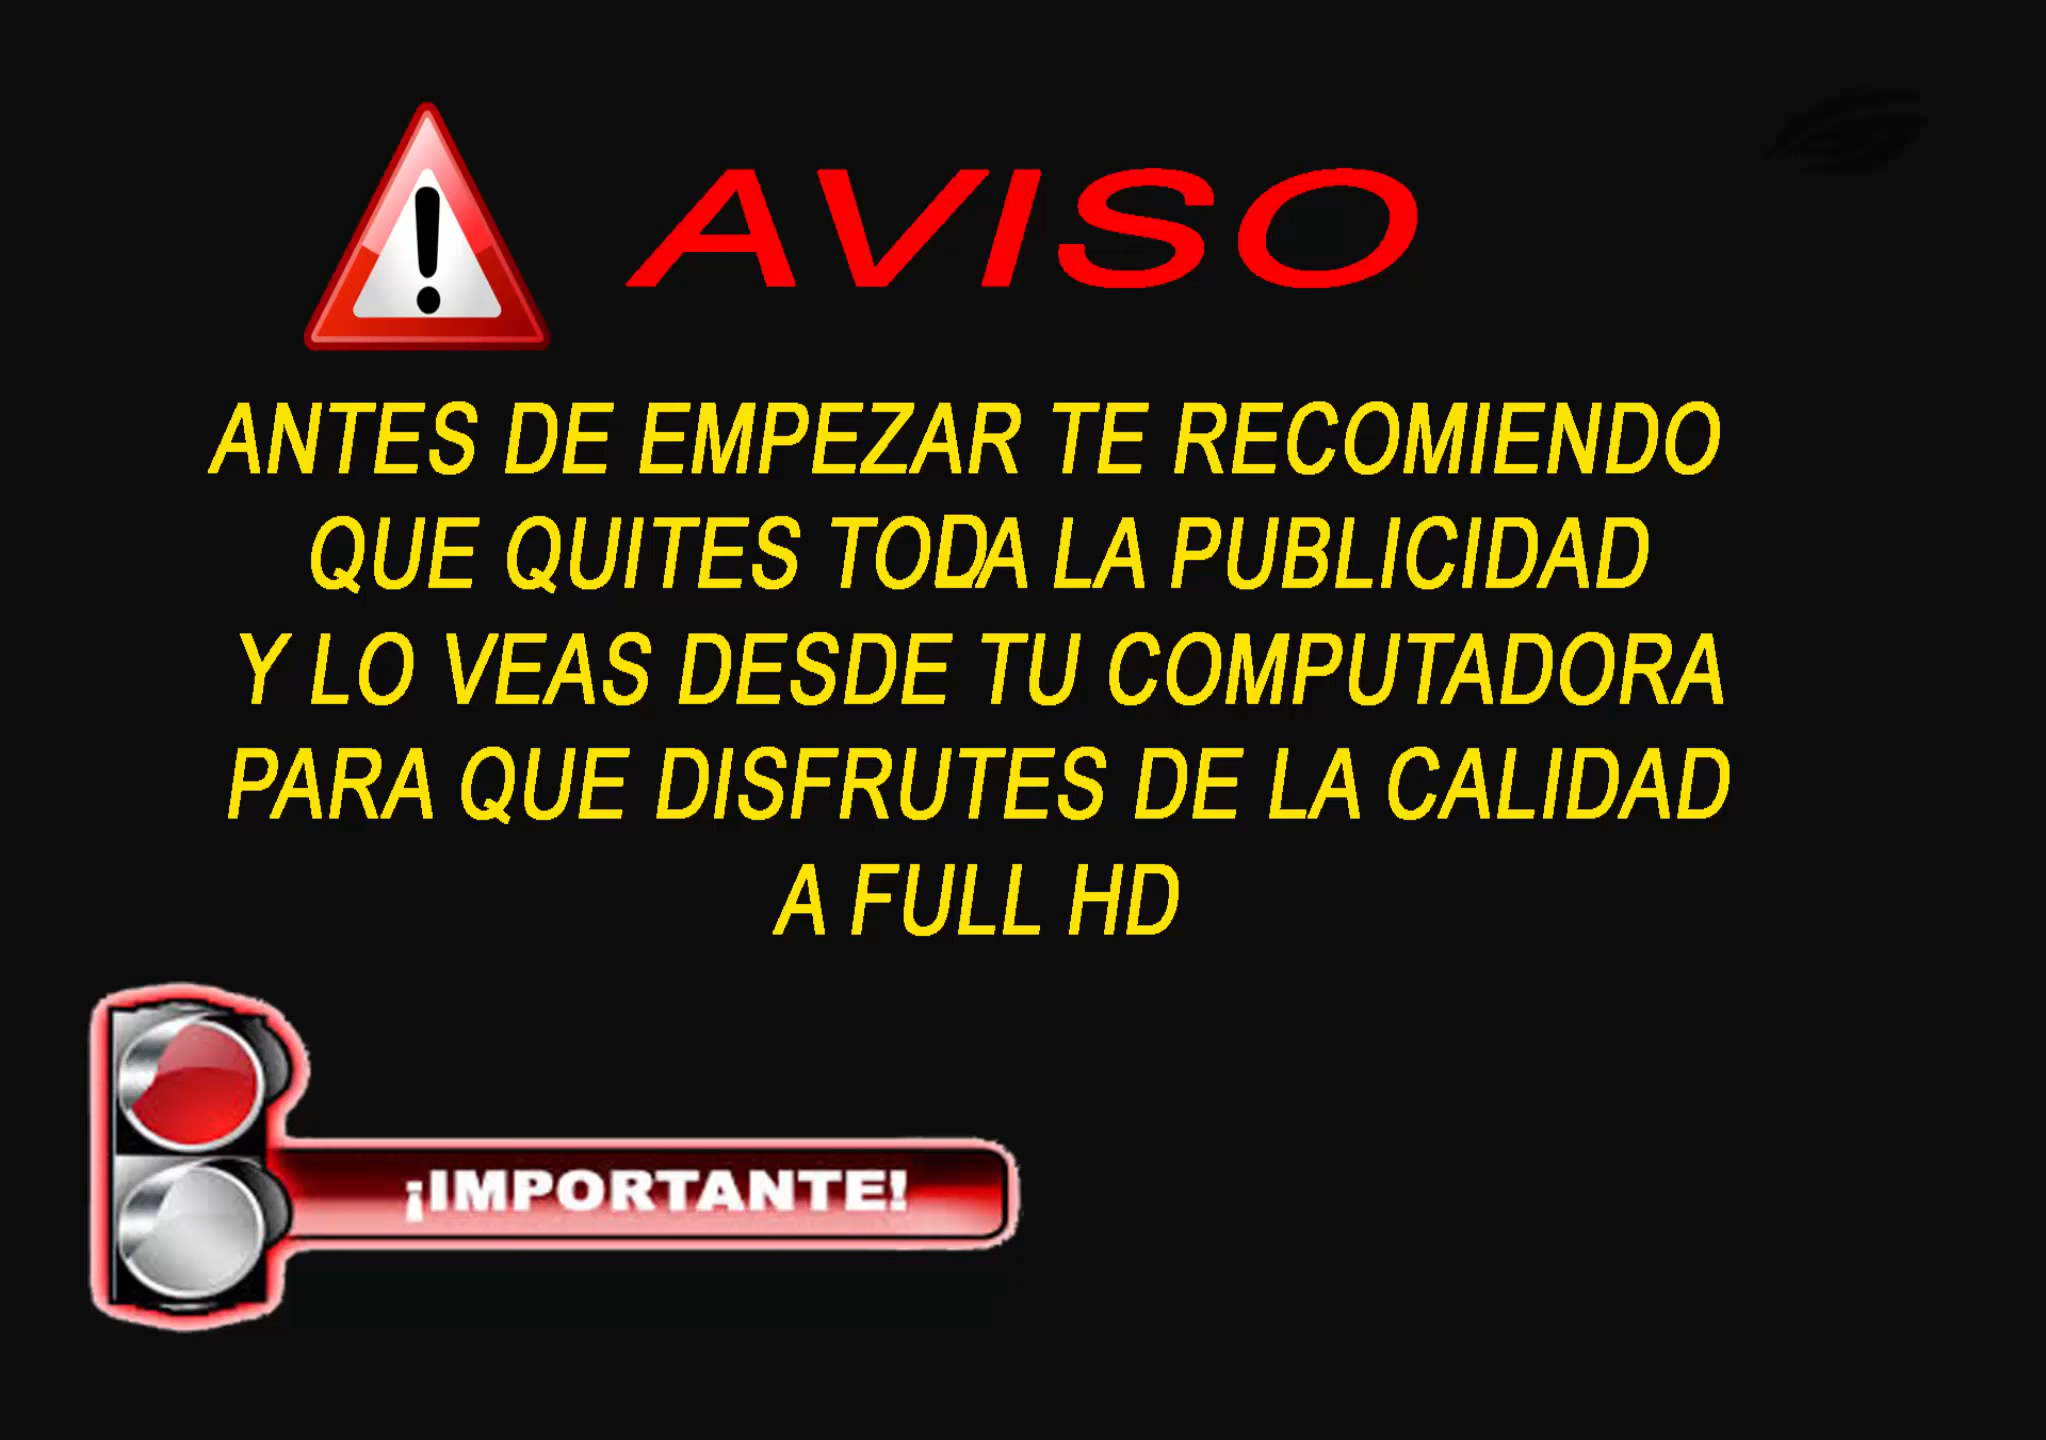 AVISO
ANTES DE EMPEZAR TE RECOMIENDO
QUE QUITES TODA LA PUBLICIDAD
Y LO VEAS DESDE TU COMPUTADORA
PARA QUE DISFRUTES DE LA CALIDAD
A FULL HD
¡IMPORTANTE!